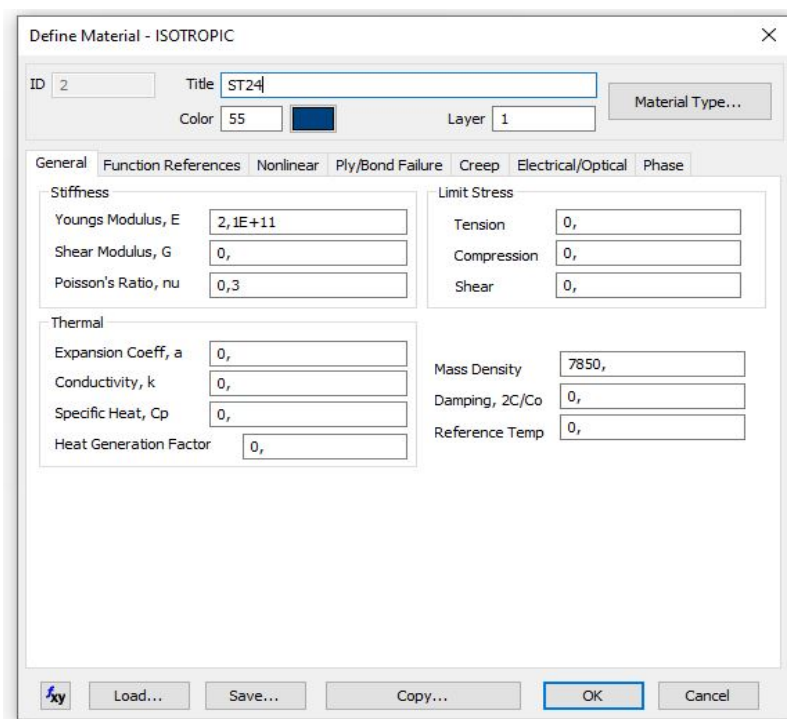 Define Material - ISOTROPIC
ID 2 Title ST24
Color 55 Layer 1 Material Type...
General Function References Nonlinear Ply/Bond Failure Creep Electrical/Optical Phase
Stiffness
Youngs Modulus, E 2,1E+11
Shear Modulus, G 0,
Poisson's Ratio, nu 0,3
Limit Stress
Tension 0,
Compression 0,
Shear 0,
Thermal
Expansion Coeff, a 0,
Conductivity, k 0,
Specific Heat, Cp 0,
Heat Generation Factor 0,
Mass Density 7850,
Damping, 2C/Co 0,
Reference Temp 0,
fxy Load... Save... Copy... OK Cancel